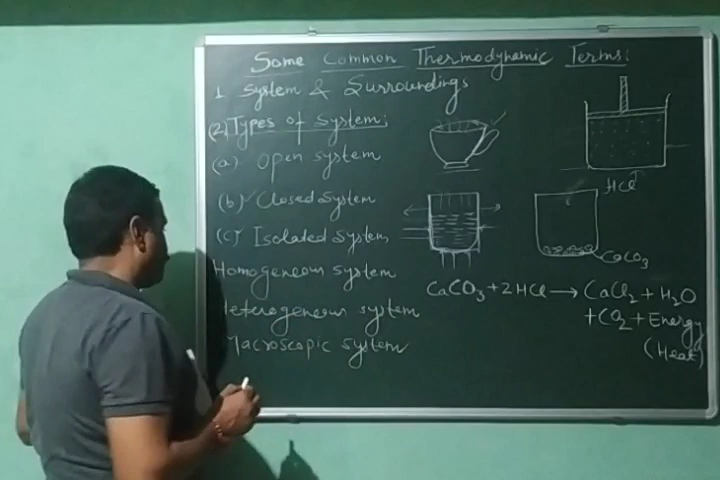 Some Common Thermodynamic Terms:
1. System & Surroundings
(2) Types of System:
(a) Open system
(b) Closed System
(c) Isolated System
Homogeneous system
Heterogeneous system
Macroscopic system
HCl
CaCO3
CaCO3 + 2HCl → CaCl2 + H2O
+ CO2 + Energy
(Heat)